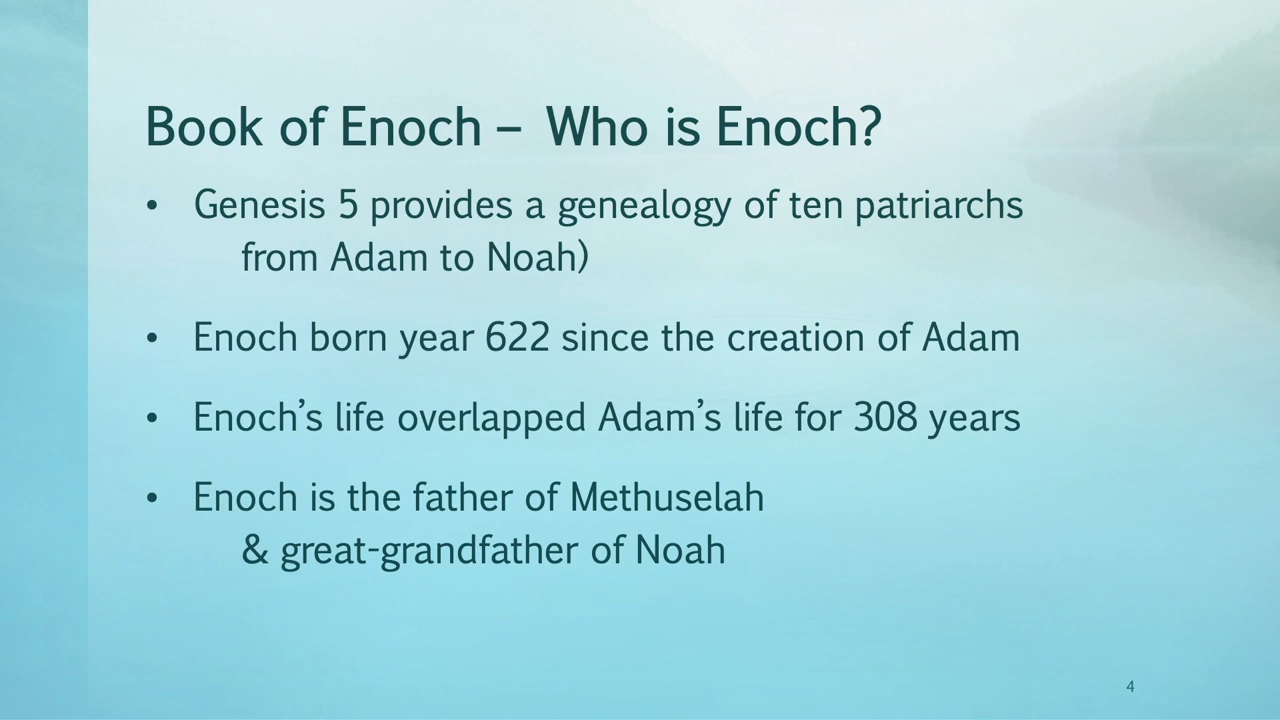 Book of Enoch – Who is Enoch?
• Genesis 5 provides a genealogy of ten patriarchs
from Adam to Noah)
• Enoch born year 622 since the creation of Adam
• Enoch’s life overlapped Adam’s life for 308 years
• Enoch is the father of Methuselah
& great-grandfather of Noah
4